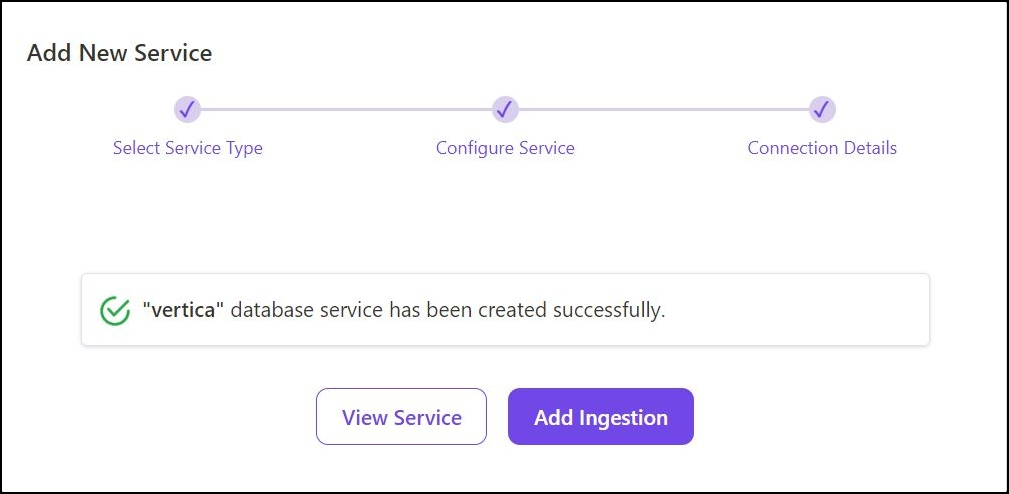 Add New Service
Select Service Type
Configure Service
Connection Details
"vertica" database service has been created successfully.
View Service
Add Ingestion